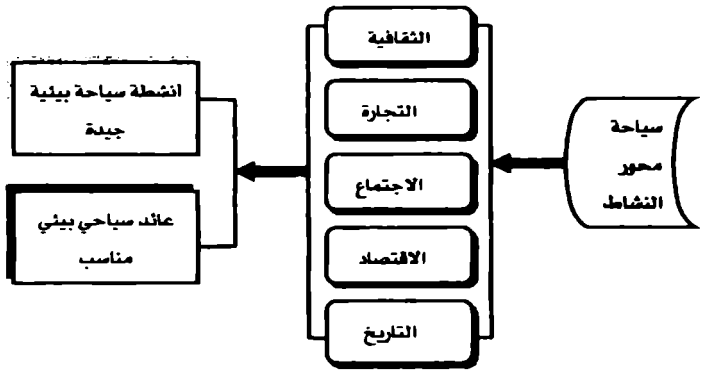 سياحة
محور
النشاط
الثقافية
التجارة
الاجتماع
الاقتصاد
التاريخ
انشطة سياحة بيئية
جيدة
عائد سياحي بيئي
مناسب